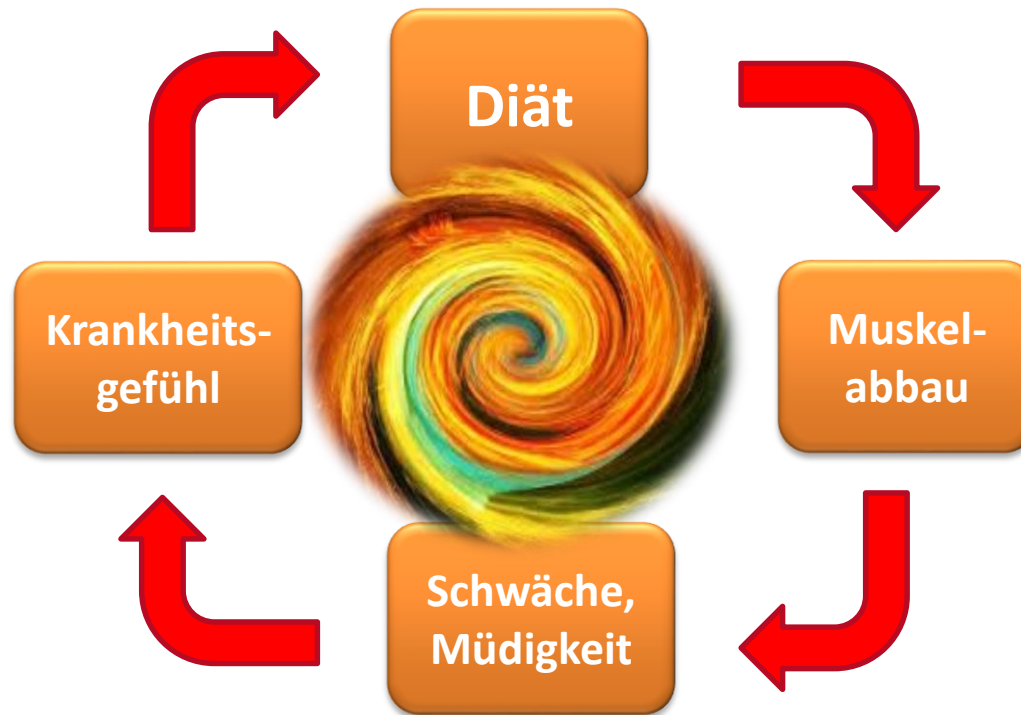 Diät
Krankheits-
gefühl
Muskel-
abbau
Schwäche,
Müdigkeit